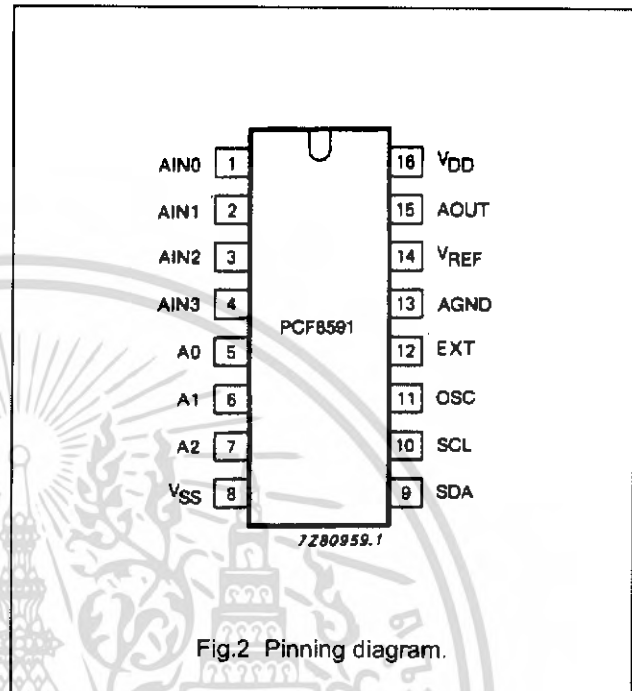 AIN0 1
AIN1 2
AIN2 3
AIN3 4
A0 5
A1 6
A2 7
VSS 8
PCF8591
16 VDD
15 AOUT
14 VREF
13 AGND
12 EXT
11 OSC
10 SCL
9 SDA
7Z80959.1
Fig.2 Pinning diagram.